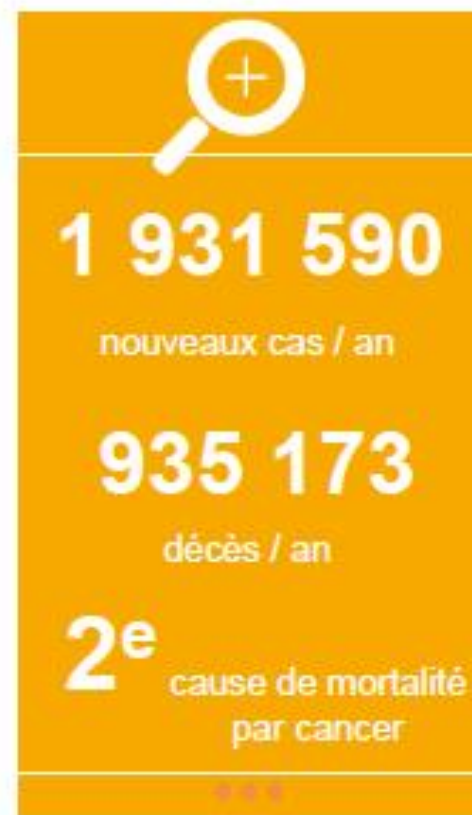 1 931 590
nouveaux cas / an
935 173
décès / an
2e cause de mortalité
par cancer